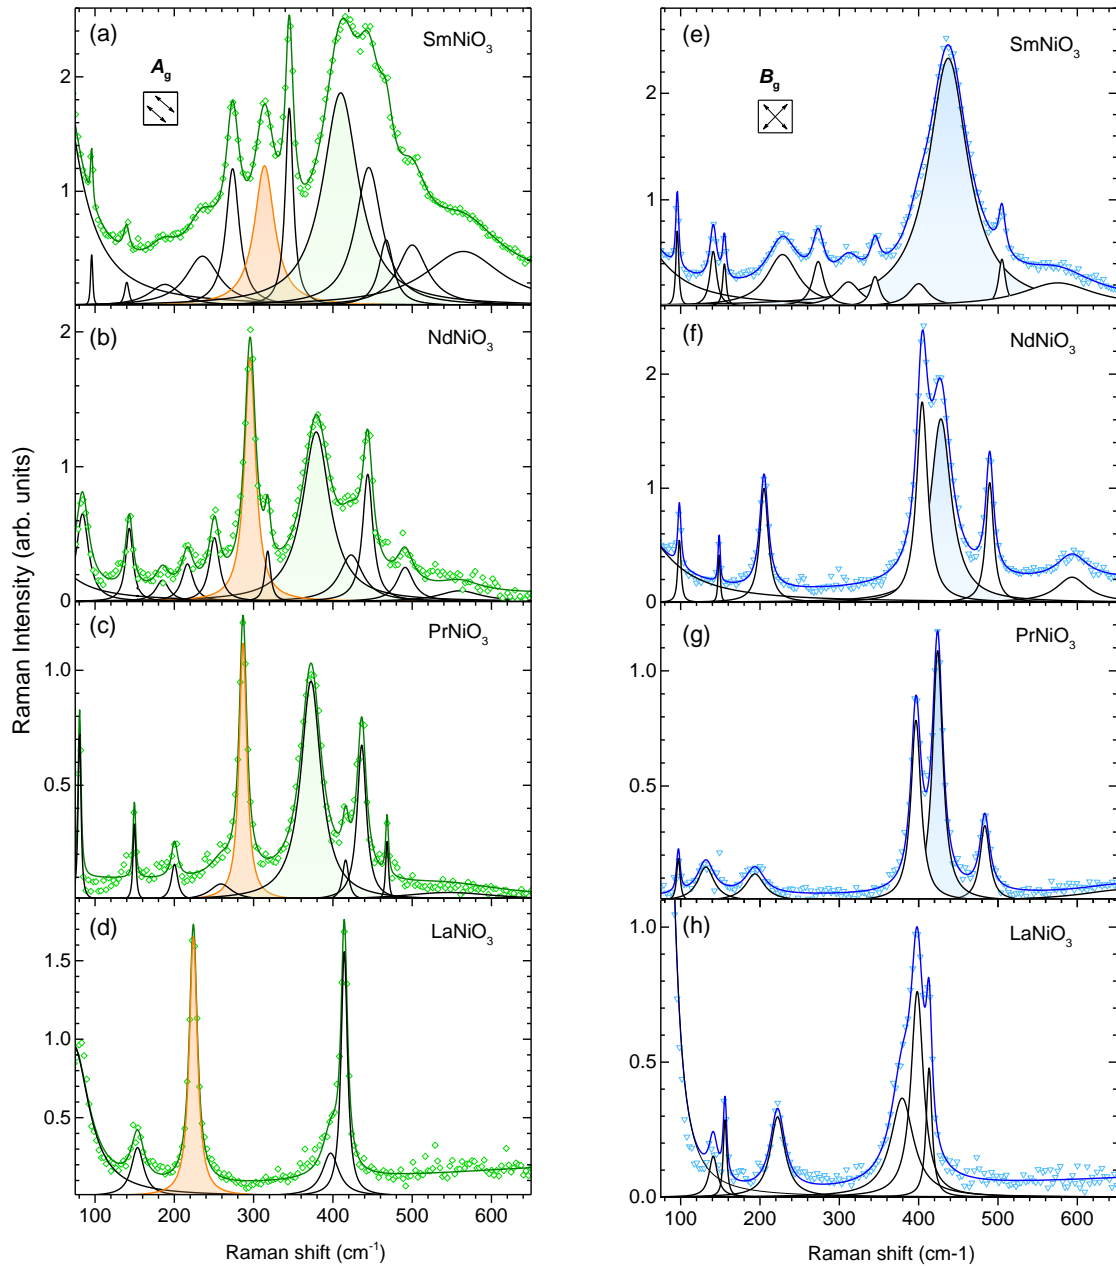 (a)
SmNiO3
Ag
2
1
(b)
NdNiO3
2
1
0
(c)
PrNiO3
1.0
0.5
(d)
LaNiO3
1.5
1.0
0.5
100 200 300 400 500 600
Raman shift (cm-1)
Raman Intensity (arb. units)
(e)
SmNiO3
Bg
2
1
0
(f)
NdNiO3
2
1
0
(g)
PrNiO3
1.0
0.5
(h)
LaNiO3
1.0
0.5
0.0
100 200 300 400 500 600
Raman shift (cm-1)